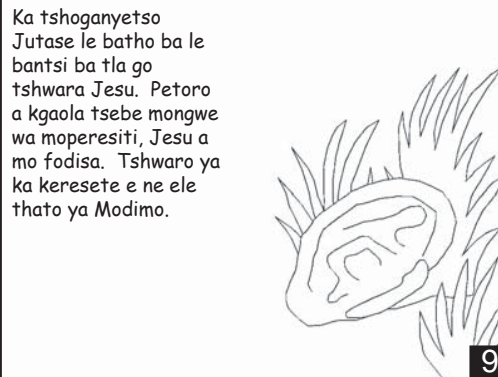 Ka tshoganyetso
Jutase le batho ba le
bantsi ba tla go
tshwara Jesu.  Petoro
a kgaola tsebe mongwe
wa moperesiti, Jesu a
mo fodisa.  Tshwaro ya
ka keresete e ne ele
thato ya Modimo.
9